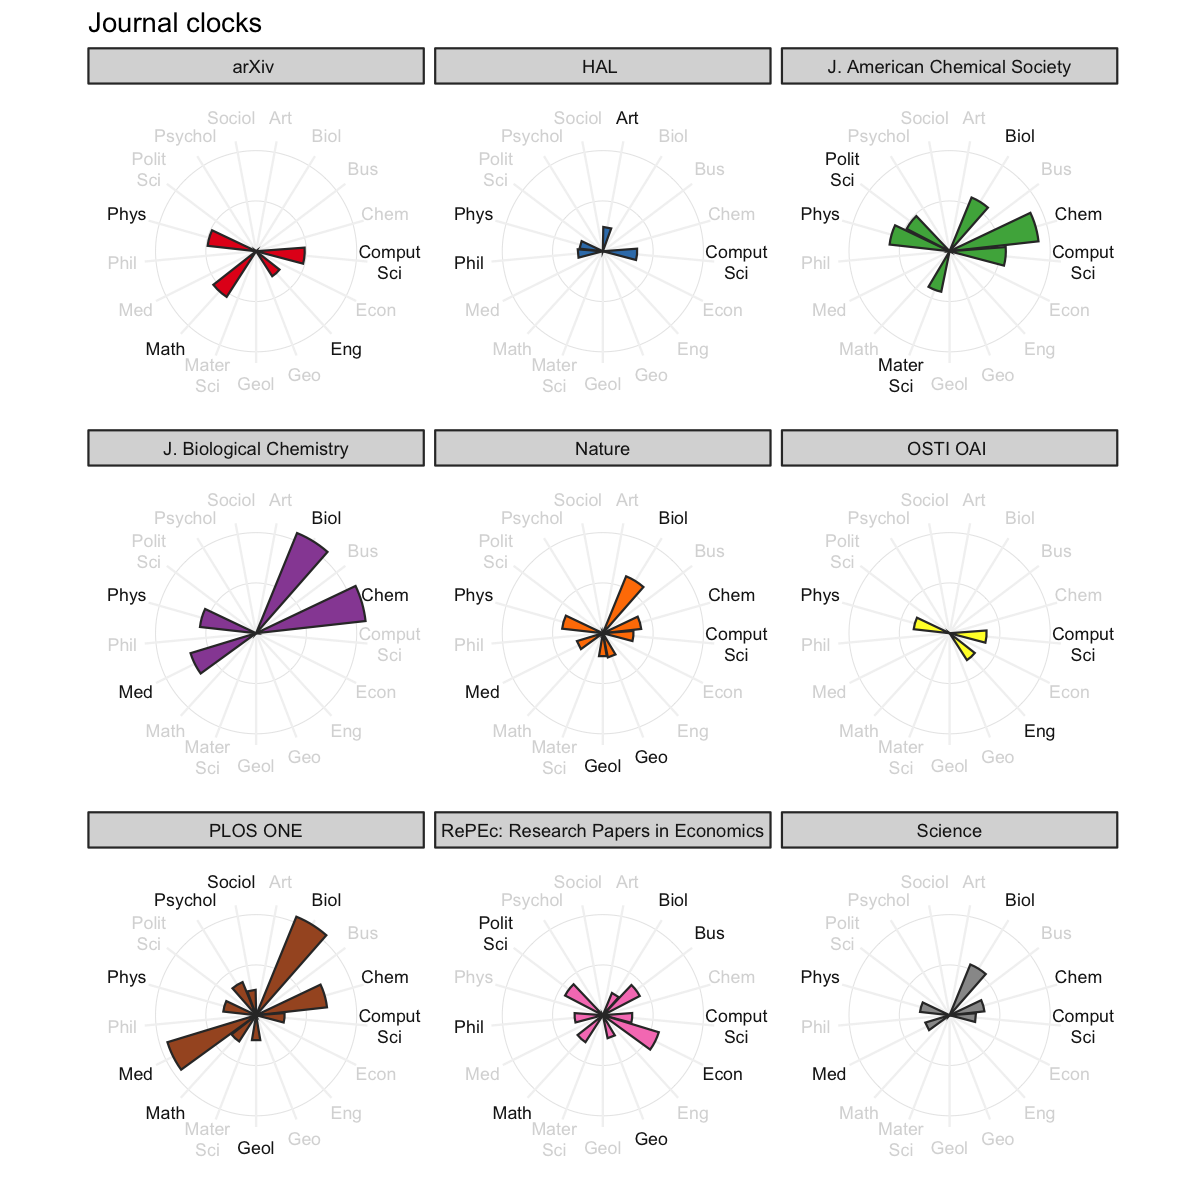 Journal clocks
arXiv
HAL
J. American Chemical Society
Sociol Art
Psychol Biol
Polit
Sci
Bus
Phys Chem
Phil Comput
Sci
Med Econ
Math Eng
Mater
Sci
Geol Geo
Sociol Art
Psychol Biol
Polit
Sci
Bus
Phys Chem
Phil Comput
Sci
Med Econ
Math Eng
Mater
Sci
Geol Geo
Sociol Art
Psychol Biol
Polit
Sci
Bus
Phys Chem
Phil Comput
Sci
Med Econ
Math Eng
Mater
Sci
Geol Geo
J. Biological Chemistry
Nature
OSTI OAI
Sociol Art
Psychol Biol
Polit
Sci
Bus
Phys Chem
Phil Comput
Sci
Med Econ
Math Eng
Mater
Sci
Geol Geo
Sociol Art
Psychol Biol
Polit
Sci
Bus
Phys Chem
Phil Comput
Sci
Med Econ
Math Eng
Mater
Sci
Geol Geo
Sociol Art
Psychol Biol
Polit
Sci
Bus
Phys Chem
Phil Comput
Sci
Med Econ
Math Eng
Mater
Sci
Geol Geo
PLOS ONE
RePEc: Research Papers in Economics
Science
Sociol Art
Psychol Biol
Polit
Sci
Bus
Phys Chem
Phil Comput
Sci
Med Econ
Math Eng
Mater
Sci
Geol Geo
Sociol Art
Psychol Biol
Polit
Sci
Bus
Phys Chem
Phil Comput
Sci
Med Econ
Math Eng
Mater
Sci
Geol Geo
Sociol Art
Psychol Biol
Polit
Sci
Bus
Phys Chem
Phil Comput
Sci
Med Econ
Math Eng
Mater
Sci
Geol Geo